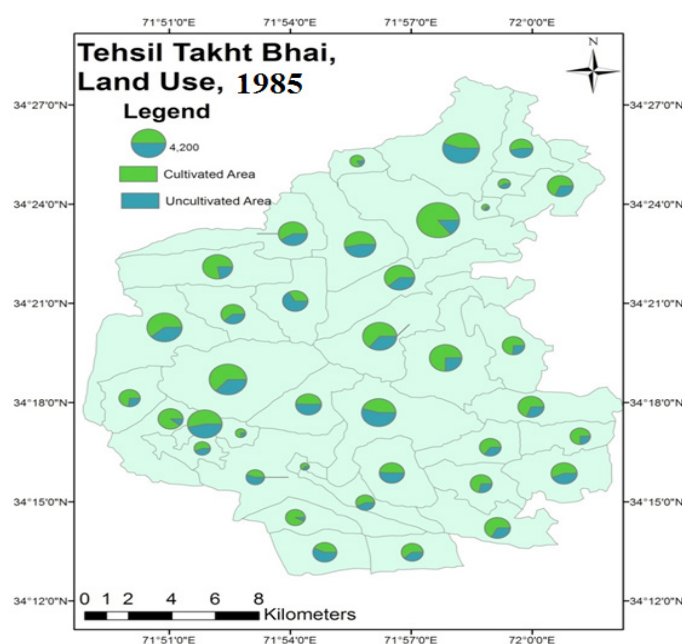 71°51'0"E 71°54'0"E 71°57'0"E 72°0'0"E
Tehsil Takht Bhai,
Land Use, 1985
N
Legend
4,200
Cultivated Area
Uncultivated Area
34°27'0"N 34°27'0"N
34°24'0"N 34°24'0"N
34°21'0"N 34°21'0"N
34°18'0"N 34°18'0"N
34°15'0"N 34°15'0"N
34°12'0"N 34°12'0"N
0 1 2 4 6 8
Kilometers
71°51'0"E 71°54'0"E 71°57'0"E 72°0'0"E